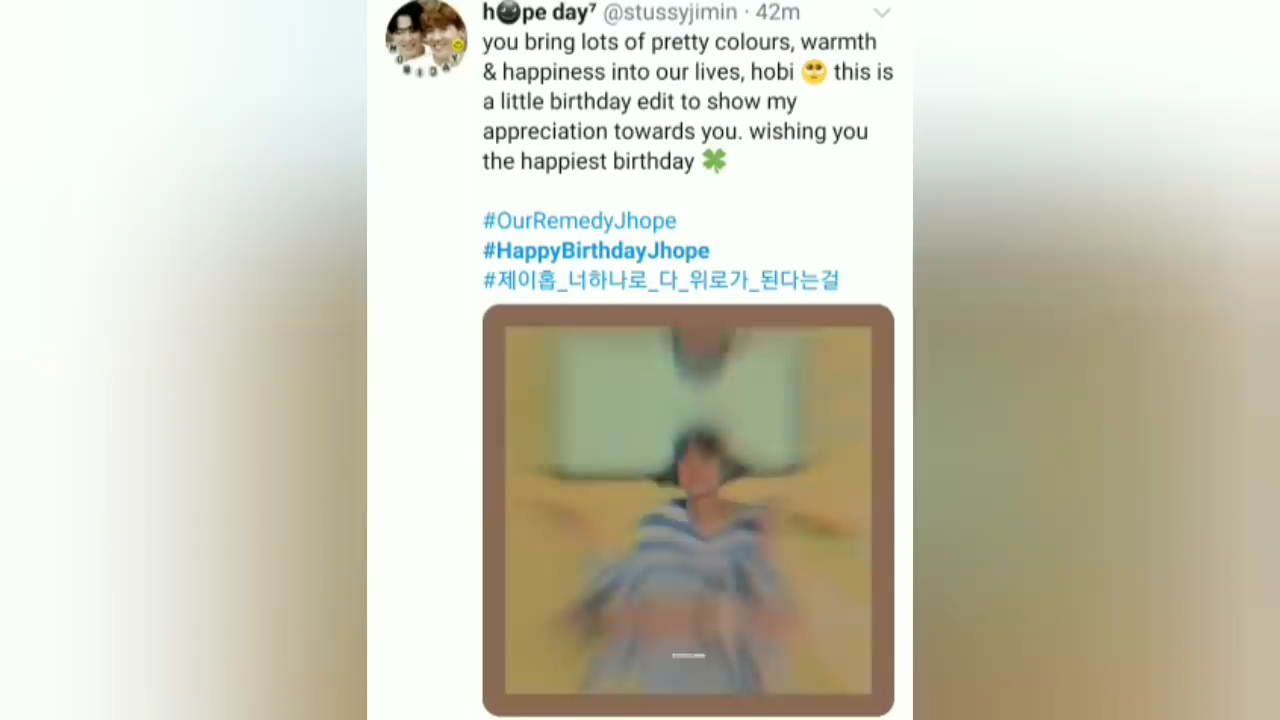 h🌚pe day⁷ @stussyjimin · 42m
you bring lots of pretty colours, warmth
& happiness into our lives, hobi 🥺 this is
a little birthday edit to show my
appreciation towards you. wishing you
the happiest birthday 🍀
#OurRemedyJhope
#HappyBirthdayJhope
#제이홉_너하나로_다_위로가_된다는걸